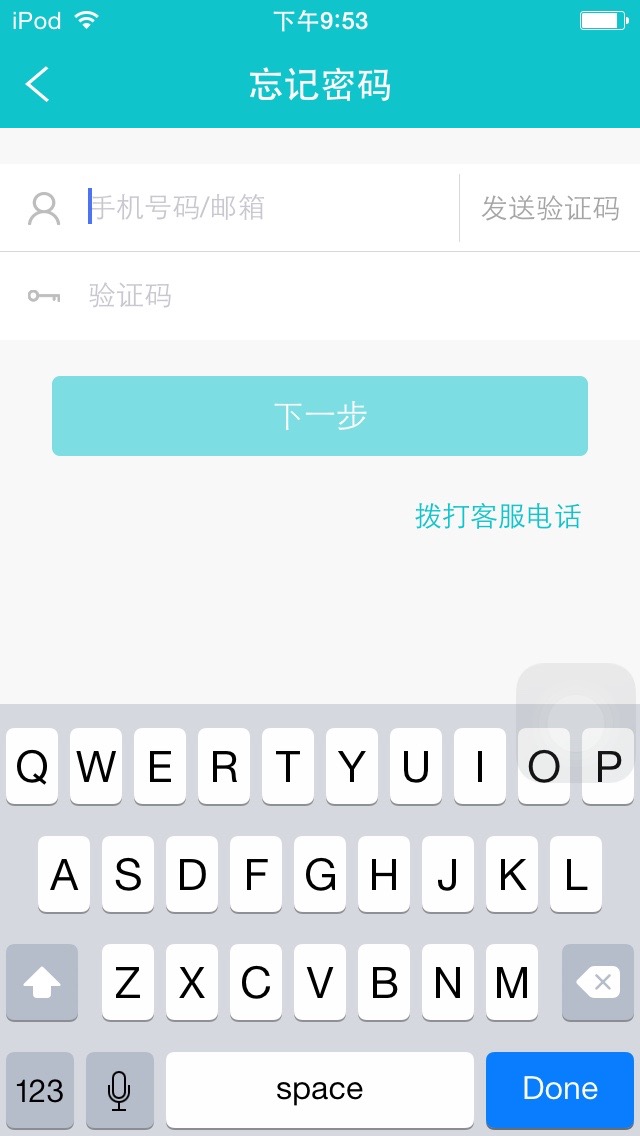 iPod 下午9:53
忘记密码
手机号码/邮箱 发送验证码
验证码
下一步
拨打客服电话
Q W E R T Y U I O P
A S D F G H J K L
Z X C V B N M
123 space Done